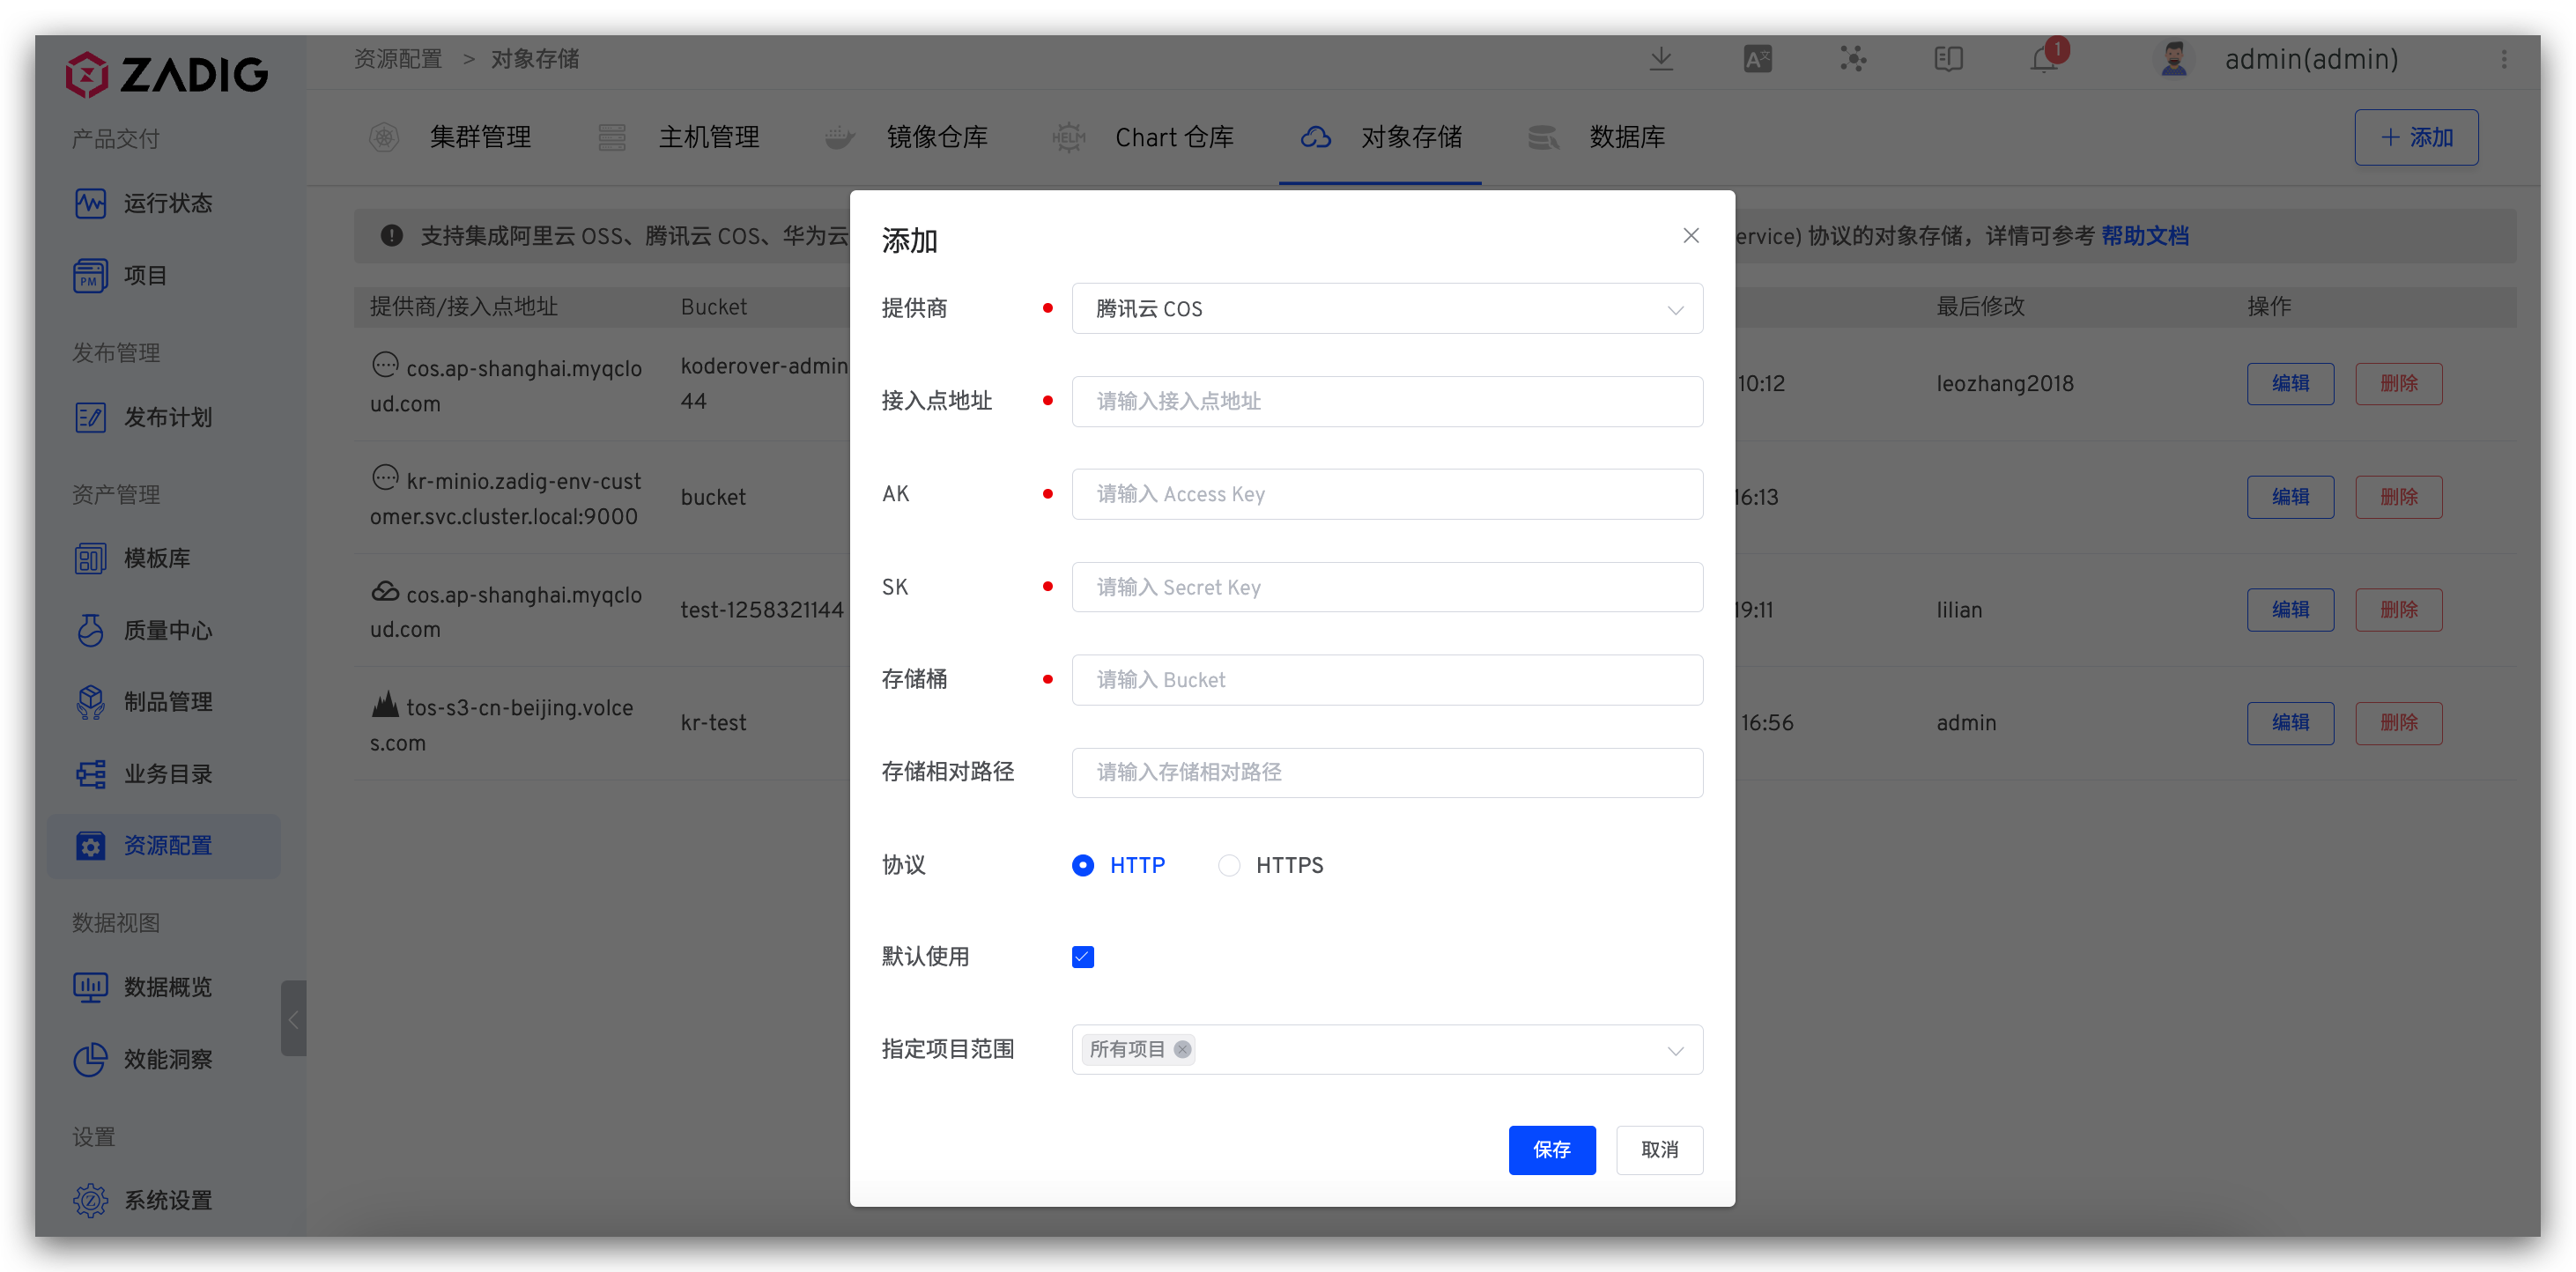 ZADIG
资源配置 > 对象存储
A文
1
admin(admin)
产品交付
运行状态
PM
项目
发布管理
发布计划
资产管理
模板库
质量中心
制品管理
业务目录
资源配置
数据视图
数据概览
效能洞察
设置
系统设置
集群管理
主机管理
镜像仓库
HELM
Chart 仓库
对象存储
数据库
+ 添加
支持集成阿里云 OSS、腾讯云 COS、华为云
ervice) 协议的对象存储，详情可参考 帮助文档
提供商/接入点地址
Bucket
最后修改
操作
cos.ap-shanghai.myqclo
ud.com
koderover-admin
44
10:12
leozhang2018
编辑
删除
kr-minio.zadig-env-cust
omer.svc.cluster.local:9000
bucket
16:13
编辑
删除
cos.ap-shanghai.myqclo
ud.com
test-1258321144
19:11
lilian
编辑
删除
tos-s3-cn-beijing.volce
s.com
kr-test
16:56
admin
编辑
删除
添加
提供商
腾讯云 COS
接入点地址
请输入接入点地址
AK
请输入 Access Key
SK
请输入 Secret Key
存储桶
请输入 Bucket
存储相对路径
请输入存储相对路径
协议
HTTP
HTTPS
默认使用
指定项目范围
所有项目
保存
取消